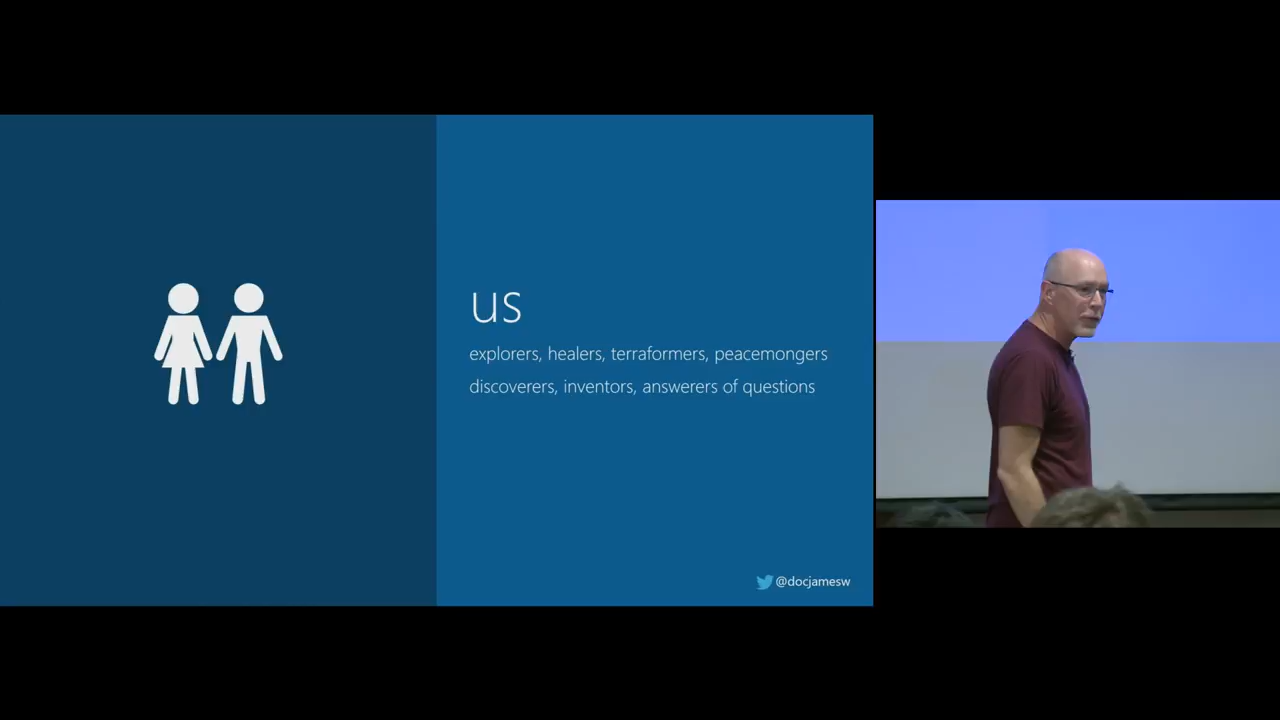 us
explorers, healers, terraformers, peacemongers
discoverers, inventors, answerers of questions
@docjamesw